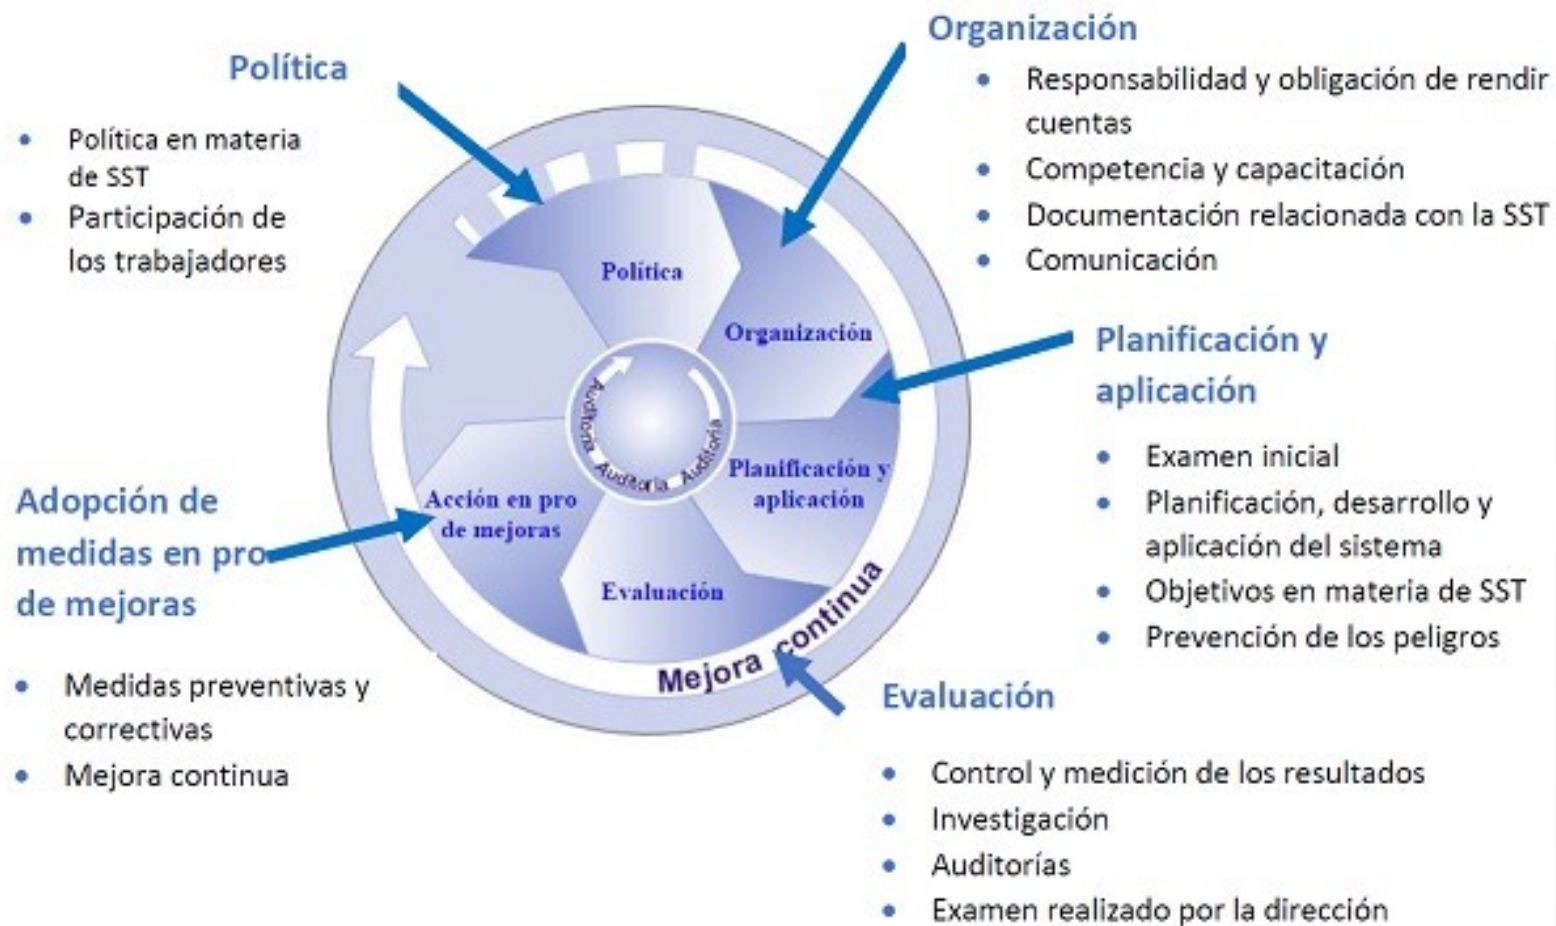 Política
Política en materia
de SST
Participación de
los trabajadores
Organización
Responsabilidad y obligación de rendir
cuentas
Competencia y capacitación
Documentación relacionada con la SST
Comunicación
Planificación y
aplicación
Examen inicial
Planificación, desarrollo y
aplicación del sistema
Objetivos en materia de SST
Prevención de los peligros
Evaluación
Control y medición de los resultados
Investigación
Auditorías
Examen realizado por la dirección
Adopción de
medidas en pro
de mejoras
Medidas preventivas y
correctivas
Mejora continua
Política
Organización
Planificación y
aplicación
Evaluación
Acción en pro
de mejoras
Auditoría Auditoría Auditoría
Mejora continua